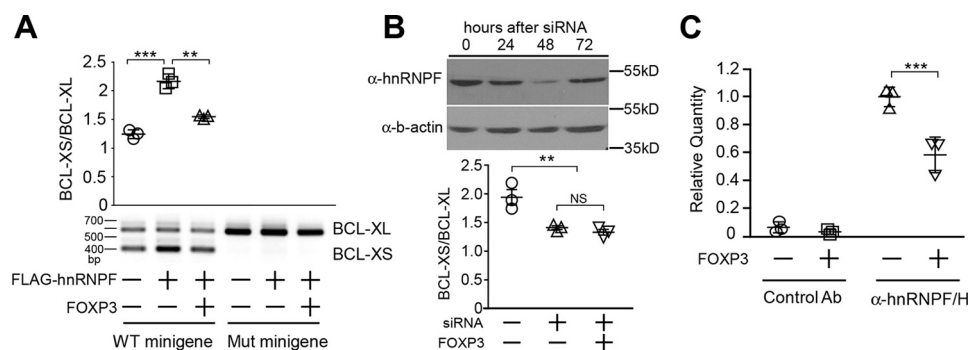 A
BCL-XS/BCL-XL
2.5
2
1.5
1
0.5
0
*** **
700
600
500
400
bp
BCL-XL
BCL-XS
FLAG-hnRNPF — + + — + +
FOXP3 — — + — — +
WT minigene Mut minigene
B
hours after siRNA
0 24 48 72
α-hnRNPF
α-b-actin
55kD
55kD
35kD
BCL-XS/BCL-XL
2.5
2.0
1.5
1.0
0.5
0
**
NS
siRNA — + +
FOXP3 — — +
C
Relative Quantity
1.2
1.0
0.8
0.6
0.4
0.2
0
***
FOXP3 — + — +
Control Ab α-hnRNPF/H